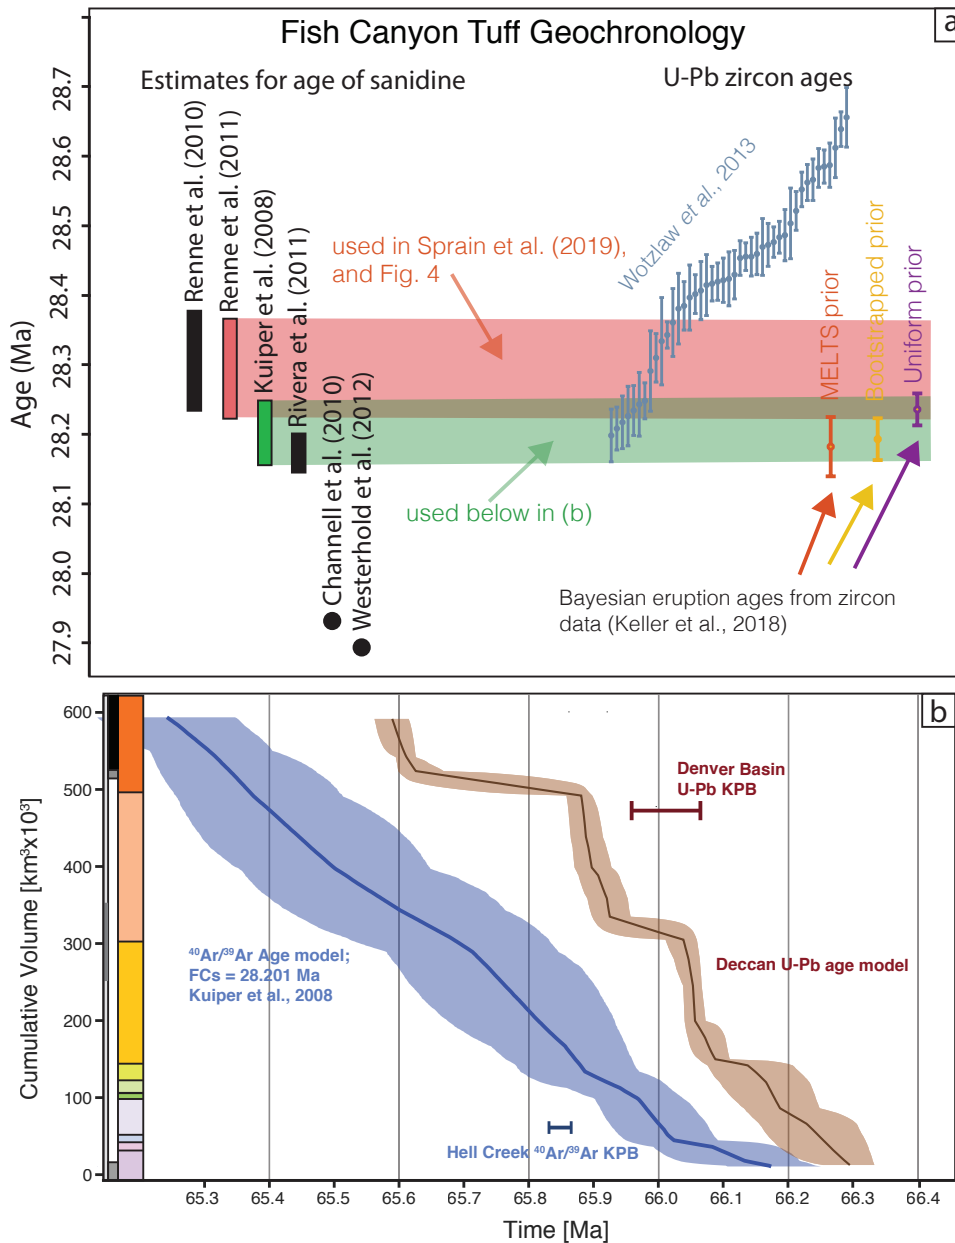 Fish Canyon Tuff Geochronology
a
Estimates for age of sanidine
U-Pb zircon ages
Age (Ma)
28.7
28.6
28.5
28.4
28.3
28.2
28.1
28.0
27.9
Renne et al. (2010)
Renne et al. (2011)
Kuiper et al. (2008)
Rivera et al. (2011)
Channell et al. (2010)
Westerhold et al. (2012)
used in Sprain et al. (2019),
and Fig. 4
Wotzlaw et al., 2013
MELTS prior
Bootstrapped prior
Uniform prior
used below in (b)
Bayesian eruption ages from zircon
data (Keller et al., 2018)
b
Cumulative Volume [km³x10³]
600
500
400
300
200
100
0
Denver Basin
U-Pb KPB
⁴⁰Ar/³⁹Ar Age model;
FCs = 28.201 Ma
Kuiper et al., 2008
Deccan U-Pb age model
Hell Creek ⁴⁰Ar/³⁹Ar KPB
65.3 65.4 65.5 65.6 65.7 65.8 65.9 66.0 66.1 66.2 66.3 66.4
Time [Ma]